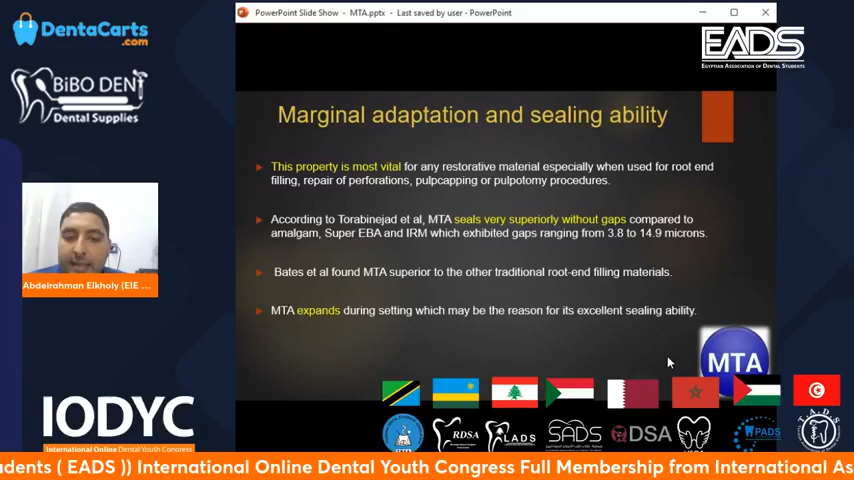 DentaCarts
.com
BiBO DENT
Dental Supplies
PowerPoint Slide Show - MTA.pptx - Last saved by user - PowerPoint
EADS
EGYPTIAN ASSOCIATION OF DENTAL STUDENTS
Marginal adaptation and sealing ability
This property is most vital for any restorative material especially when used for root end
filling, repair of perforations, pulpcapping or pulpotomy procedures.
According to Torabinejad et al, MTA seals very superiorly without gaps compared to
amalgam, Super EBA and IRM which exhibited gaps ranging from 3.8 to 14.9 microns.
Bates et al found MTA superior to the other traditional root-end filling materials.
MTA expands during setting which may be the reason for its excellent sealing ability.
MTA
Abdelrahman Elkholy (EIE ...
IODYC
International Online Dental Youth Congress
RDSA
LADS
SADS
QDSA
PADS
udents ( EADS )) International Online Dental Youth Congress Full Membership from International As